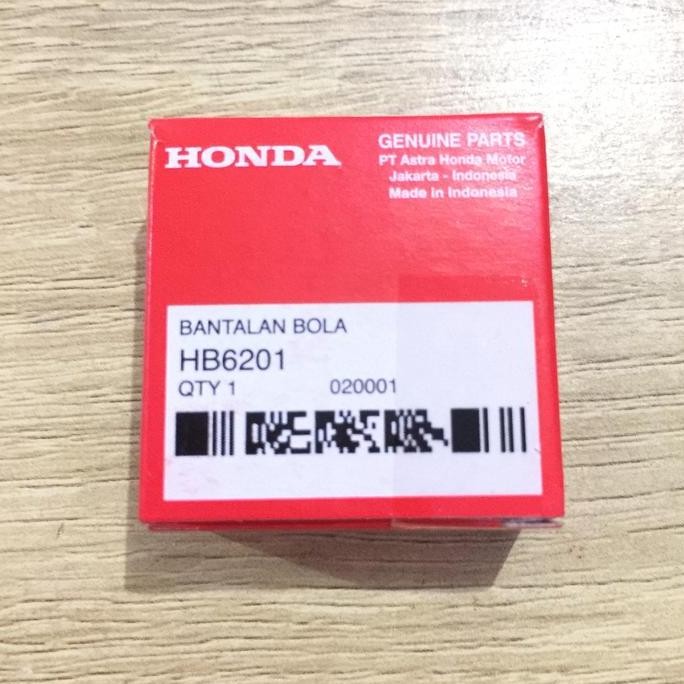 HONDA
GENUINE PARTS
PT Astra Honda Motor
Jakarta - Indonesia
Made in Indonesia
BANTALAN BOLA
HB6201
QTY 1 020001